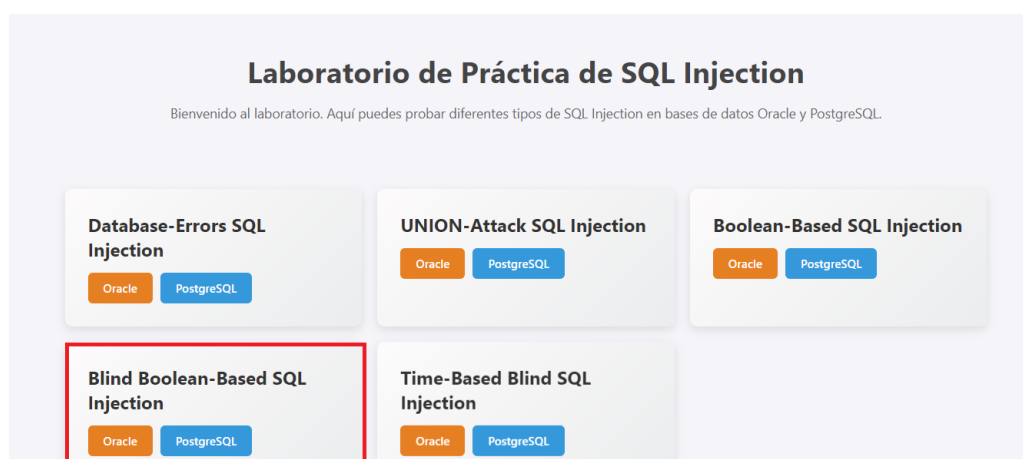 Laboratorio de Práctica de SQL Injection
Bienvenido al laboratorio. Aquí puedes probar diferentes tipos de SQL Injection en bases de datos Oracle y PostgreSQL.
Database-Errors SQL
Injection
Oracle PostgreSQL
UNION-Attack SQL Injection
Oracle PostgreSQL
Boolean-Based SQL Injection
Oracle PostgreSQL
Blind Boolean-Based SQL
Injection
Oracle PostgreSQL
Time-Based Blind SQL
Injection
Oracle PostgreSQL